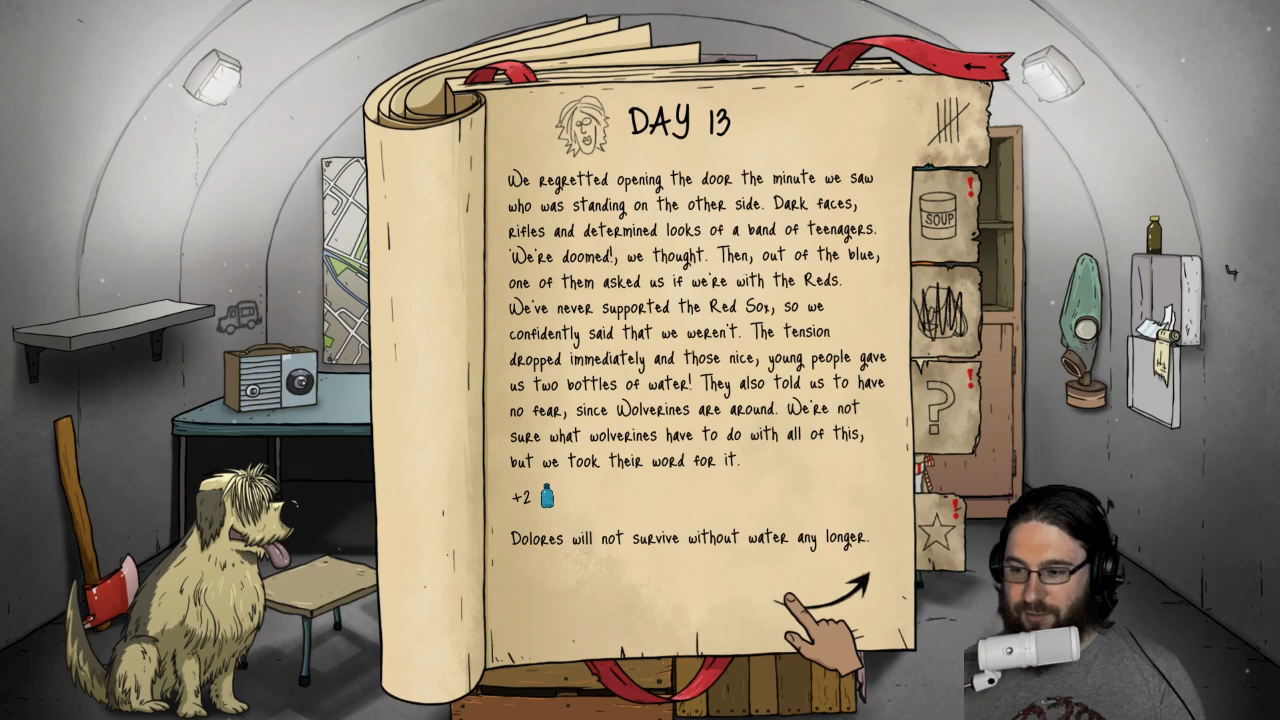 DAY 13
We regretted opening the door the minute we saw
who was standing on the other side. Dark faces,
rifles and determined looks of a band of teenagers.
'We're doomed!, we thought. Then, out of the blue,
one of them asked us if we're with the Reds.
We've never supported the Red Sox, so we
confidently said that we weren't. The tension
dropped immediately and those nice, young people gave
us two bottles of water! They also told us to have
no fear, since Wolverines are around. We're not
sure what wolverines have to do with all of this,
but we took their word for it.
+2
Dolores will not survive without water any longer.
SOUP
!
?
!
!